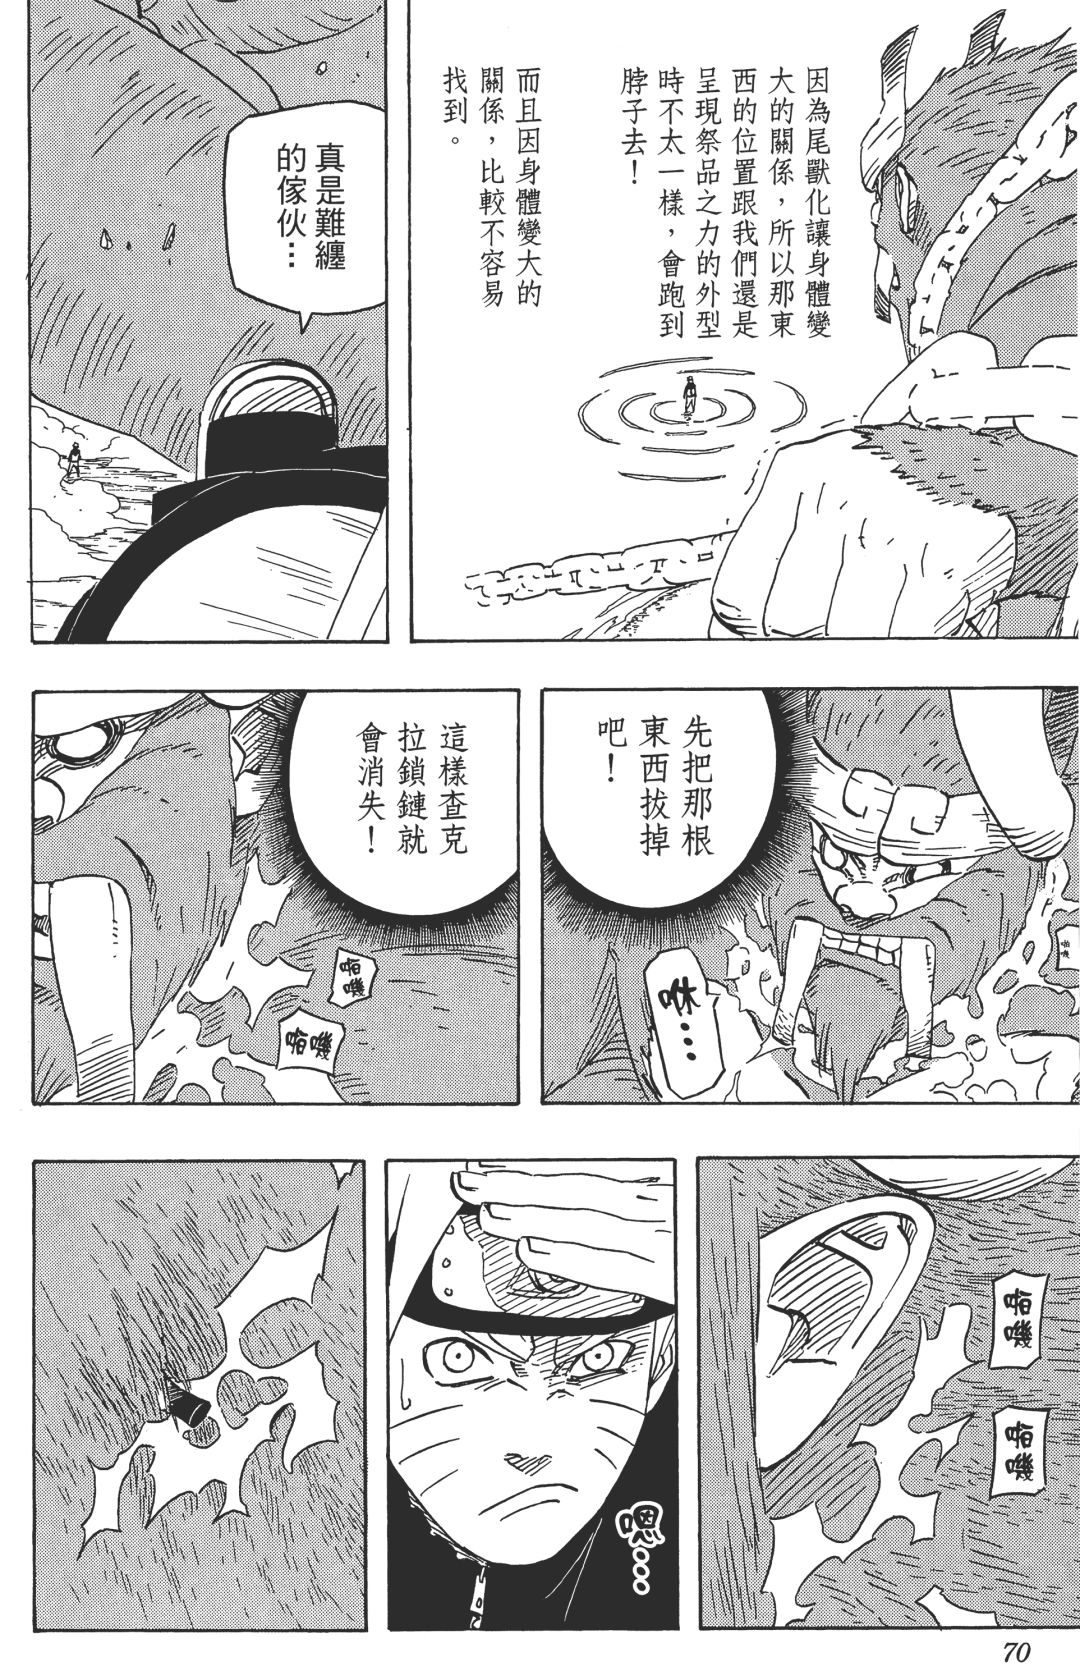 因為尾獸化讓身體變
大的關係，所以那東
西的位置跟我們還是
呈現祭品之力的外型
時不太一樣，會跑到
脖子去！
而且因身體變大的
關係，比較不容易
找到。
真是難纏
的傢伙…
先把那根
東西拔掉
吧！
咻…
啪嘰
這樣查克
拉鎖鏈就
會消失！
啪嘰
啪嘰
啪嘰
啪嘰
嗯…
70